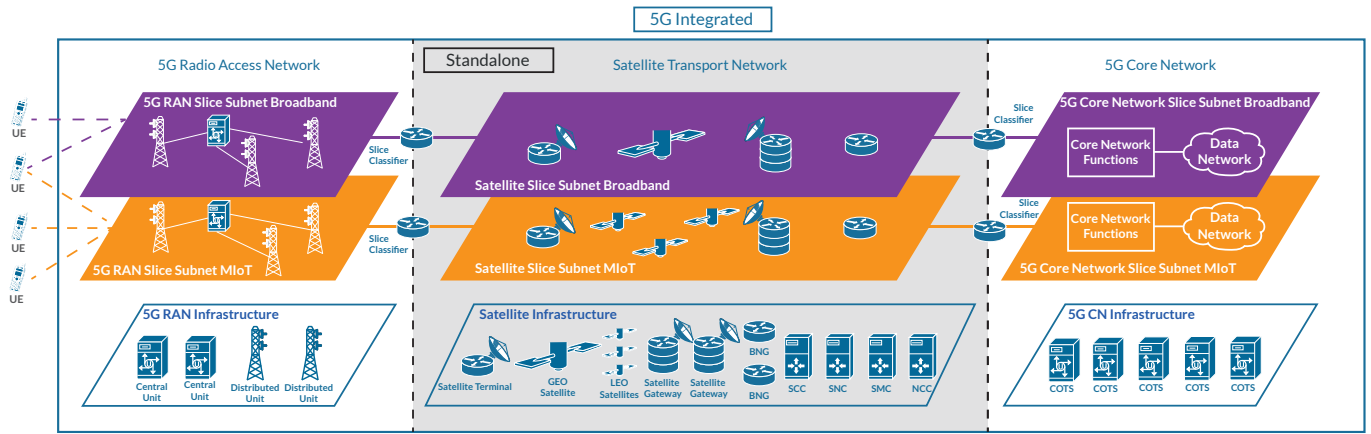 5G Integrated
Standalone
5G Radio Access Network
Satellite Transport Network
5G Core Network
5G RAN Slice Subnet Broadband
Slice
Classifier
Satellite Slice Subnet Broadband
Slice
Classifier
5G Core Network Slice Subnet Broadband
Core Network
Functions
Data
Network
UE
UE
UE
UE
5G RAN Slice Subnet MIoT
Slice
Classifier
Satellite Slice Subnet MIoT
Slice
Classifier
Core Network
Functions
Data
Network
5G Core Network Slice Subnet MIoT
5G RAN Infrastructure
Central
Unit
Central
Unit
Distributed
Unit
Distributed
Unit
Satellite Infrastructure
Satellite Terminal
GEO
Satellite
LEO
Satellites
Satellite
Gateway
Satellite
Gateway
BNG
BNG
SCC
SNC
SMC
NCC
5G CN Infrastructure
COTS
COTS
COTS
COTS
COTS